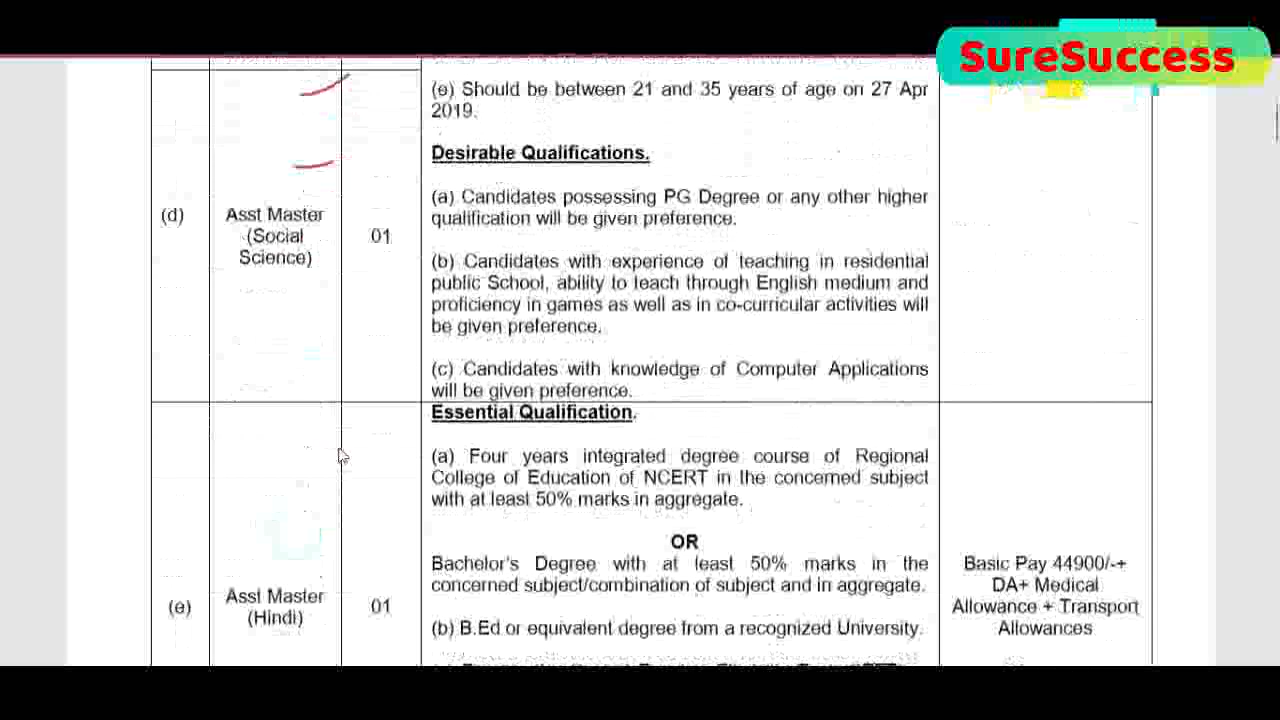 SureSuccess
(e) Should be between 21 and 35 years of age on 27 Apr
2019.
Desirable Qualifications.
(a) Candidates possessing PG Degree or any other higher
qualification will be given preference.
(d)
Asst Master
(Social
Science)
01
(b) Candidates with experience of teaching in residential
public School, ability to teach through English medium and
proficiency in games as well as in co-curricular activities will
be given preference.
(c) Candidates with knowledge of Computer Applications
will be given preference.
Essential Qualification.
(a) Four years integrated degree course of Regional
College of Education of NCERT in the concerned subject
with at least 50% marks in aggregate.
OR
Bachelor's Degree with at least 50% marks in the
concerned subject/combination of subject and in aggregate.
(e)
Asst Master
(Hindi)
01
(b) B.Ed or equivalent degree from a recognized University.
Basic Pay 44900/-+
DA+ Medical
Allowance + Transport
Allowances